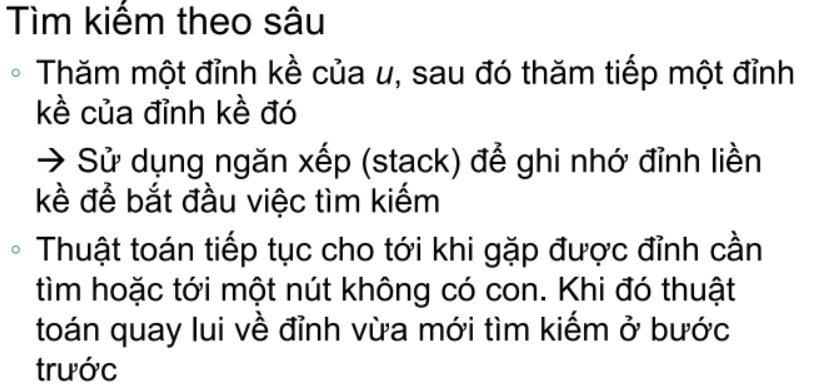 Tìm kiếm theo sâu
◦ Thăm một đỉnh kề của u, sau đó thăm tiếp một đỉnh
kề của đỉnh kề đó
→ Sử dụng ngăn xếp (stack) để ghi nhớ đỉnh liền
kề để bắt đầu việc tìm kiếm
◦ Thuật toán tiếp tục cho tới khi gặp được đỉnh cần
tìm hoặc tới một nút không có con. Khi đó thuật
toán quay lui về đỉnh vừa mới tìm kiếm ở bước
trước